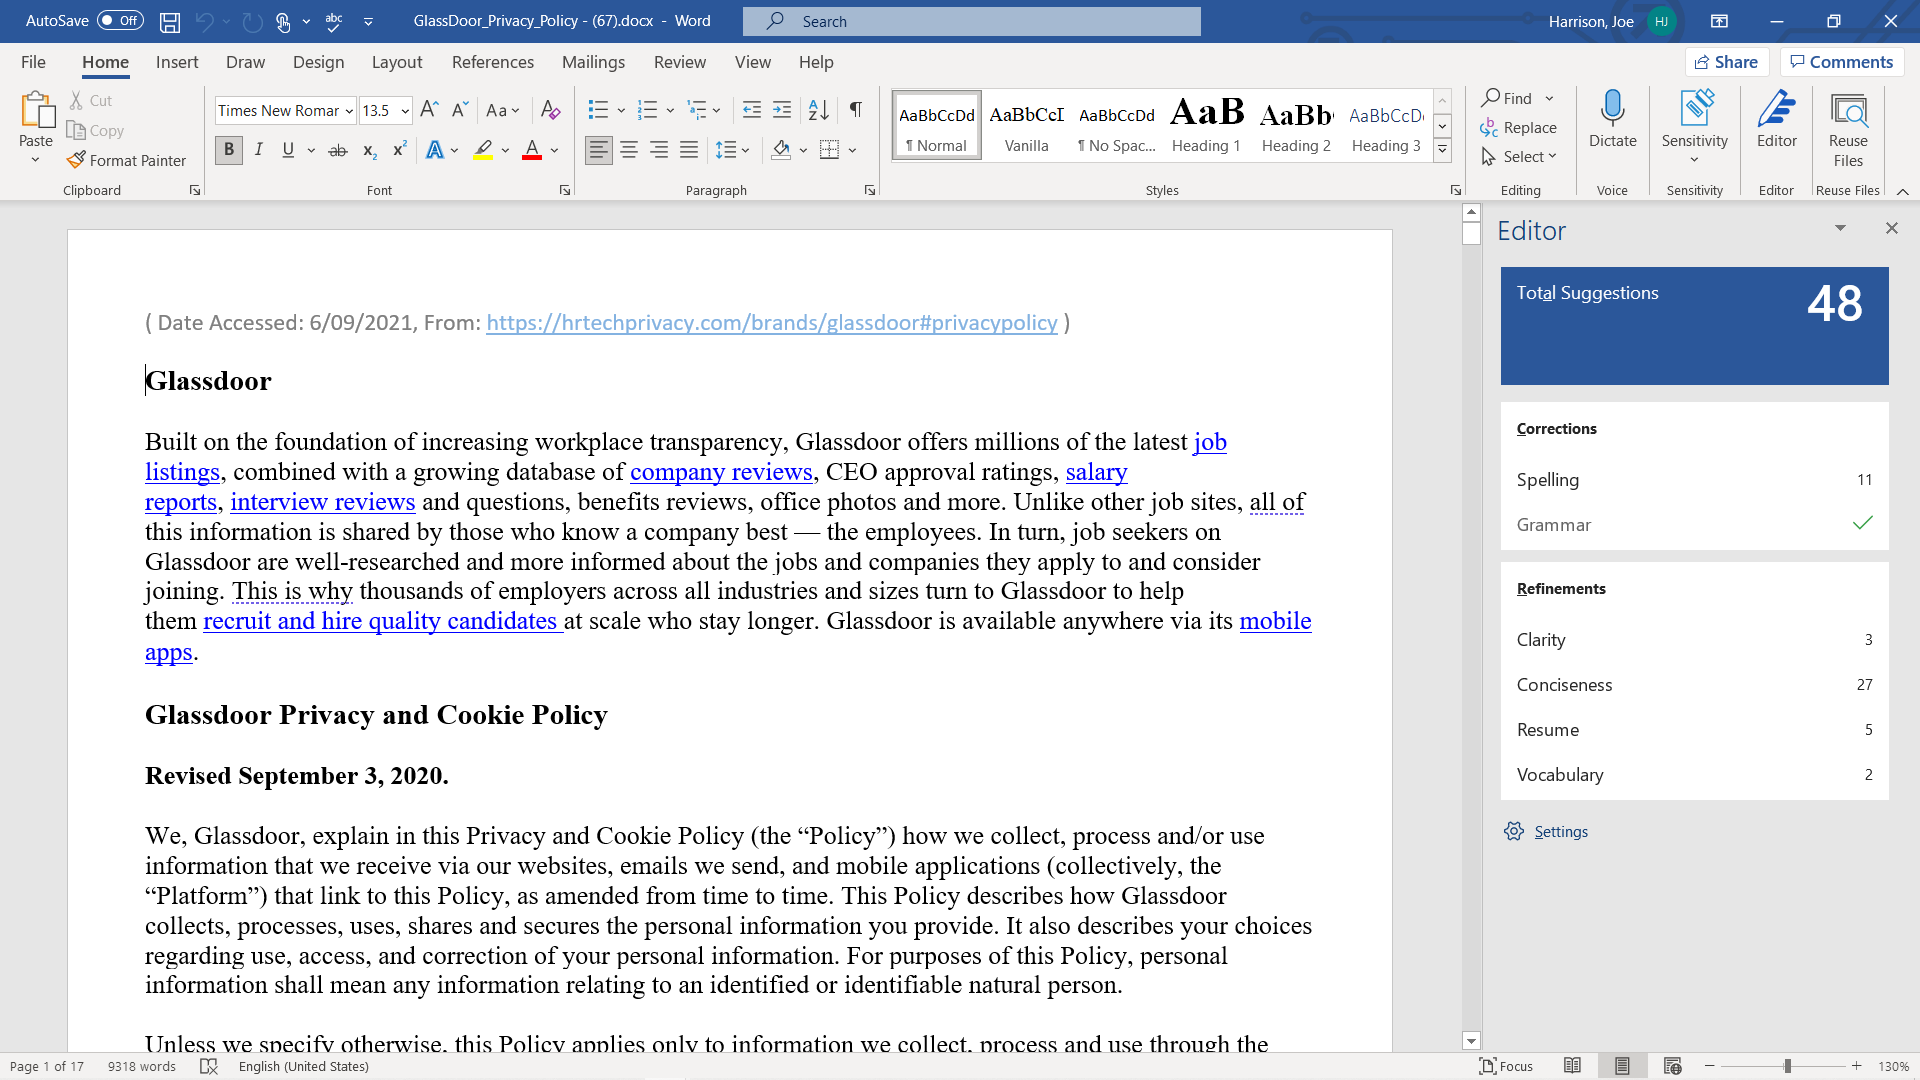 AutoSave Off GlassDoor_Privacy_Policy - (67).docx - Word Search Harrison, Joe HJ
File Home Insert Draw Design Layout References Mailings Review View Help Share Comments
Paste
Cut
Copy
Format Painter
Clipboard
Times New Romar 13.5
Font
Paragraph
AaBbCcDd AaBbCcI AaBbCcDd AaB AaBb AaBbCcD
¶ Normal Vanilla ¶ No Spac... Heading 1 Heading 2 Heading 3
Styles
Find
Replace
Select
Editing
Dictate
Voice
Sensitivity
Sensitivity
Editor
Editor
Reuse
Files
Reuse Files
( Date Accessed: 6/09/2021, From: https://hrtechprivacy.com/brands/glassdoor#privacypolicy )
Glassdoor
Built on the foundation of increasing workplace transparency, Glassdoor offers millions of the latest job
listings, combined with a growing database of company reviews, CEO approval ratings, salary
reports, interview reviews and questions, benefits reviews, office photos and more. Unlike other job sites, all of
this information is shared by those who know a company best — the employees. In turn, job seekers on
Glassdoor are well-researched and more informed about the jobs and companies they apply to and consider
joining. This is why thousands of employers across all industries and sizes turn to Glassdoor to help
them recruit and hire quality candidates at scale who stay longer. Glassdoor is available anywhere via its mobile
apps.
Glassdoor Privacy and Cookie Policy
Revised September 3, 2020.
We, Glassdoor, explain in this Privacy and Cookie Policy (the “Policy”) how we collect, process and/or use
information that we receive via our websites, emails we send, and mobile applications (collectively, the
“Platform”) that link to this Policy, as amended from time to time. This Policy describes how Glassdoor
collects, processes, uses, shares and secures the personal information you provide. It also describes your choices
regarding use, access, and correction of your personal information. For purposes of this Policy, personal
information shall mean any information relating to an identified or identifiable natural person.
Unless we specify otherwise, this Policy applies only to information we collect, process and use through the
Editor
Total Suggestions 48
Corrections
Spelling 11
Grammar
Refinements
Clarity 3
Conciseness 27
Resume 5
Vocabulary 2
Settings
Page 1 of 17 9318 words English (United States) Focus 130%